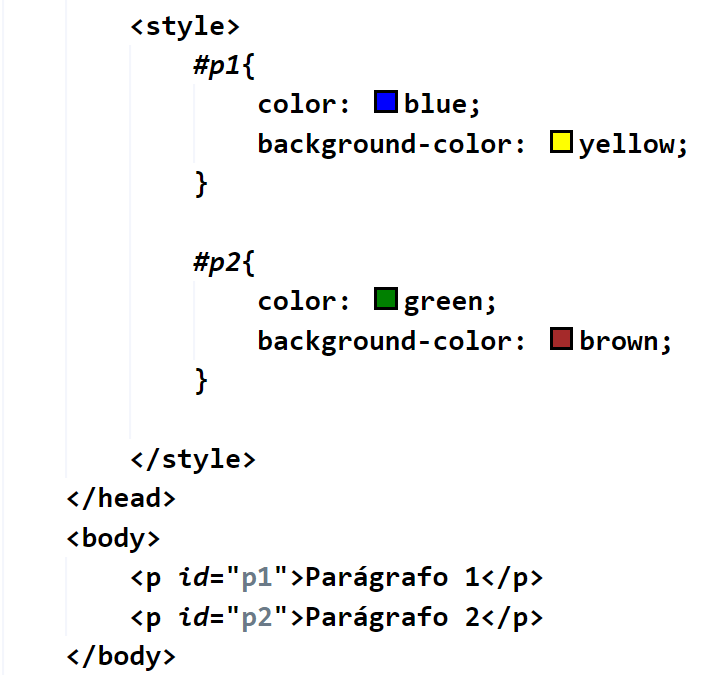 <style>
#p1{
color: blue;
background-color: yellow;
}
#p2{
color: green;
background-color: brown;
}
</style>
</head>
<body>
<p id="p1">Parágrafo 1</p>
<p id="p2">Parágrafo 2</p>
</body>